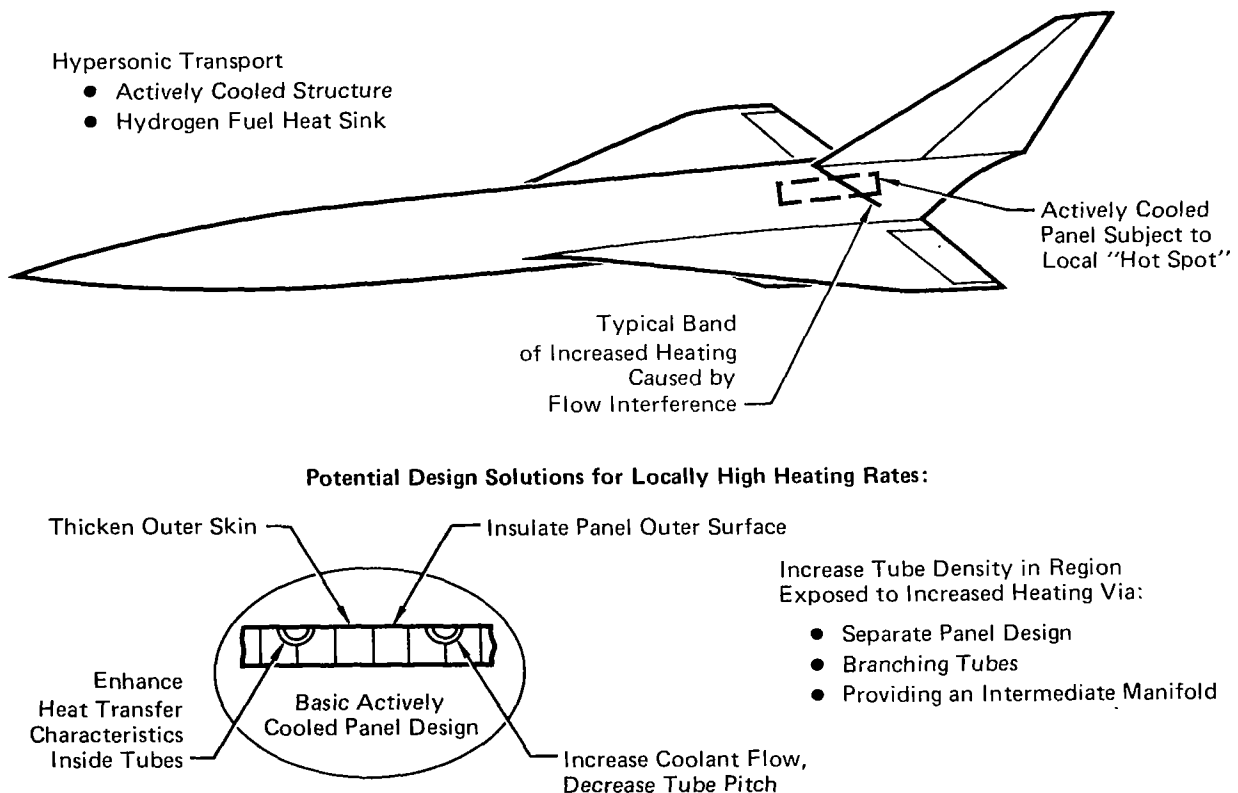 Hypersonic Transport
● Actively Cooled Structure
● Hydrogen Fuel Heat Sink
Actively Cooled
Panel Subject to
Local "Hot Spot"
Typical Band
of Increased Heating
Caused by
Flow Interference
Potential Design Solutions for Locally High Heating Rates:
Thicken Outer Skin
Insulate Panel Outer Surface
Increase Tube Density in Region
Exposed to Increased Heating Via:
● Separate Panel Design
● Branching Tubes
● Providing an Intermediate Manifold
Enhance
Heat Transfer
Characteristics
Inside Tubes
Basic Actively
Cooled Panel Design
Increase Coolant Flow,
Decrease Tube Pitch